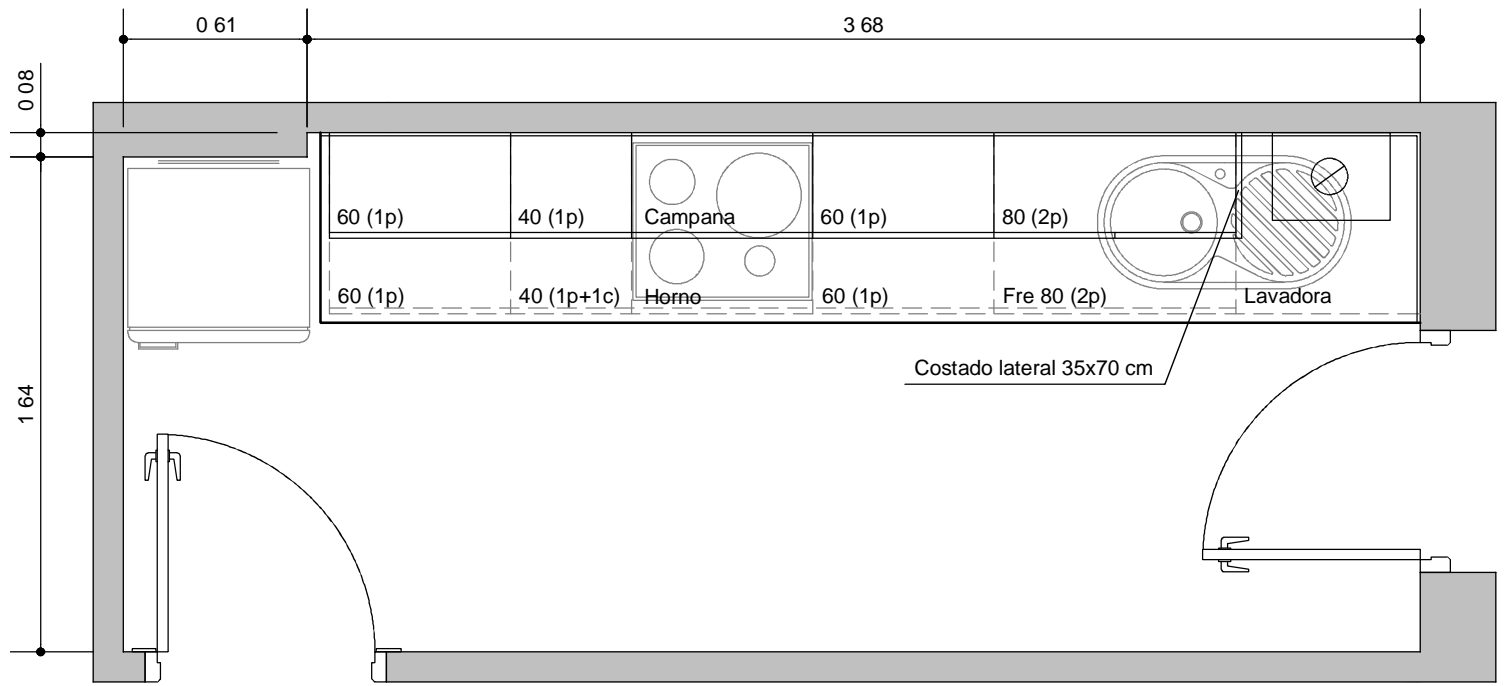 0 61
3 68
0 08
60 (1p)
40 (1p)
Campana
60 (1p)
80 (2p)
60 (1p)
40 (1p+1c)
Horno
60 (1p)
Fre 80 (2p)
Lavadora
Costado lateral 35x70 cm
1 64